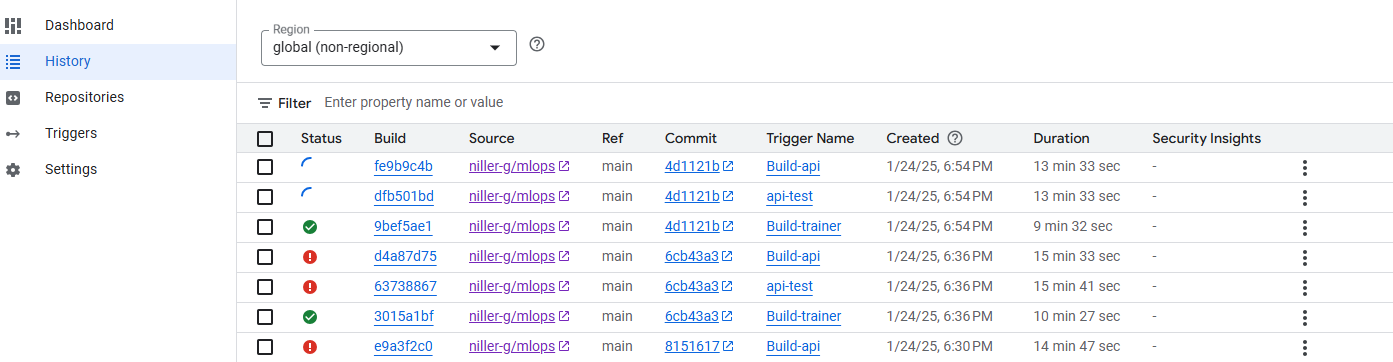 Dashboard
History
Repositories
Triggers
Settings
Region
global (non-regional)
Filter Enter property name or value
Status Build Source Ref Commit Trigger Name Created Duration Security Insights
fe9b9c4b niller-g/mlops main 4d1121b Build-api 1/24/25, 6:54 PM 13 min 33 sec -
dfb501bd niller-g/mlops main 4d1121b api-test 1/24/25, 6:54 PM 13 min 33 sec -
9bef5ae1 niller-g/mlops main 4d1121b Build-trainer 1/24/25, 6:54 PM 9 min 32 sec -
d4a87d75 niller-g/mlops main 6cb43a3 Build-api 1/24/25, 6:36 PM 15 min 33 sec -
63738867 niller-g/mlops main 6cb43a3 api-test 1/24/25, 6:36 PM 15 min 41 sec -
3015a1bf niller-g/mlops main 6cb43a3 Build-trainer 1/24/25, 6:36 PM 10 min 27 sec -
e9a3f2c0 niller-g/mlops main 8151617 Build-api 1/24/25, 6:30 PM 14 min 47 sec -